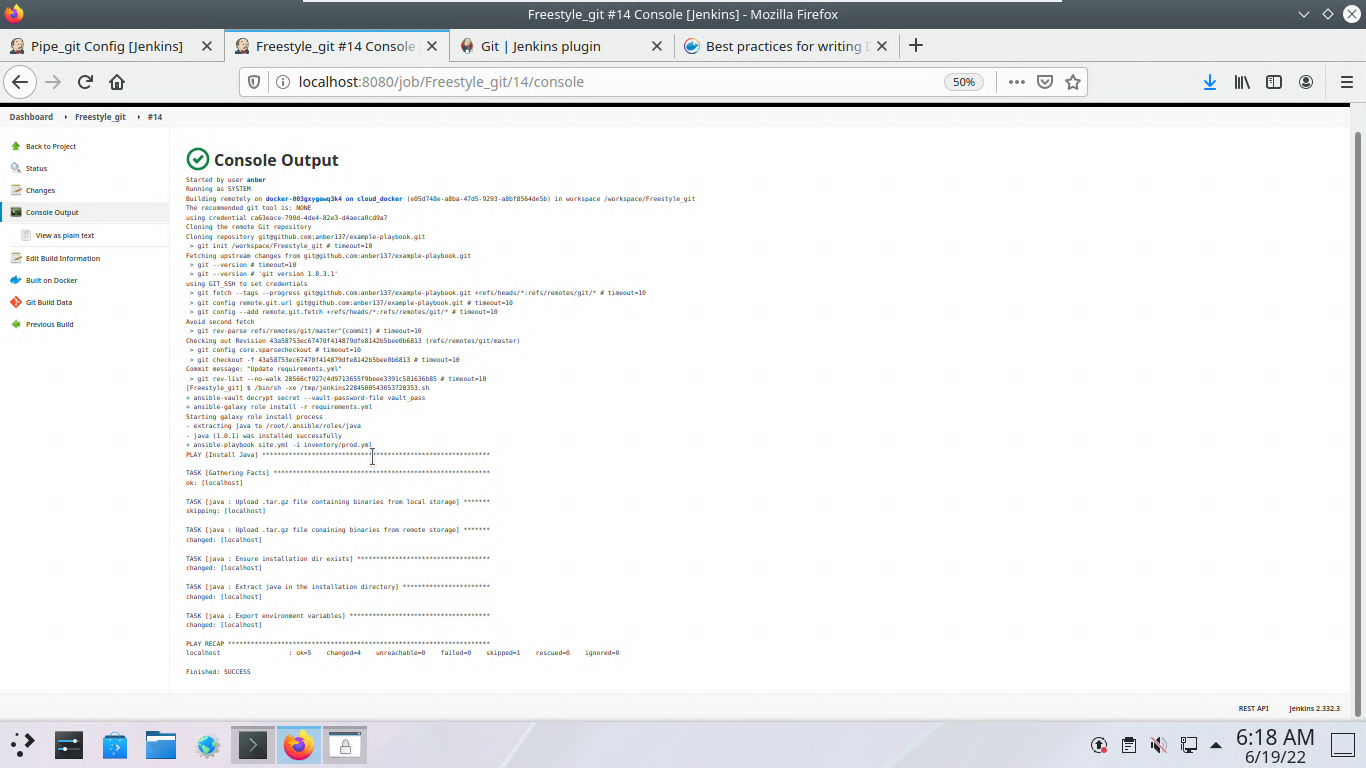 Freestyle_git #14 Console [Jenkins] - Mozilla Firefox
Pipe_git Config [Jenkins]
Freestyle_git #14 Console
Git | Jenkins plugin
Best practices for writing
localhost:8080/job/Freestyle_git/14/console
50%
Dashboard
Freestyle_git
#14
Back to Project
Status
Changes
Console Output
View as plain text
Edit Build Information
Built on Docker
Git Build Data
Previous Build
Console Output
Started by user anber
Running as SYSTEM
Building remotely on docker-003gxygawq3k4 on cloud_docker (e05d748e-a8ba-47d5-9293-a8bf8564de5b) in workspace /workspace/Freestyle_git
The recommended git tool is: NONE
using credential ca63eace-790d-4de4-82e3-d4aeca0cd9a7
Cloning the remote Git repository
Cloning repository git@github.com:anber137/example-playbook.git
> git init /workspace/Freestyle_git # timeout=10
Fetching upstream changes from git@github.com:anber137/example-playbook.git
> git --version # timeout=10
> git --version # 'git version 1.8.3.1'
using GIT_SSH to set credentials
> git fetch --tags --progress git@github.com:anber137/example-playbook.git +refs/heads/*:refs/remotes/git/* # timeout=10
> git config remote.git.url git@github.com:anber137/example-playbook.git # timeout=10
> git config --add remote.git.fetch +refs/heads/*:refs/remotes/git/* # timeout=10
Avoid second fetch
> git rev-parse refs/remotes/git/master^{commit} # timeout=10
Checking out Revision 43a58753ec67470f414879dfe8142b5bee0b6813 (refs/remotes/git/master)
> git config core.sparsecheckout # timeout=10
> git checkout -f 43a58753ec67470f414879dfe8142b5bee0b6813 # timeout=10
Commit message: "Update requirements.yml"
> git rev-list --no-walk 28566cf927c4d9713655f9beee3391c581636b85 # timeout=10
[Freestyle_git] $ /bin/sh -xe /tmp/jenkins2284500543053728353.sh
+ ansible-vault decrypt secret --vault-password-file vault_pass
+ ansible-galaxy role install -r requirements.yml
Starting galaxy role install process
- extracting java to /root/.ansible/roles/java
- java (1.0.1) was installed successfully
+ ansible-playbook site.yml -i inventory/prod.yml
PLAY [Install Java] ************************************************************
TASK [Gathering Facts] *********************************************************
ok: [localhost]
TASK [java : Upload .tar.gz file containing binaries from local storage] *******
skipping: [localhost]
TASK [java : Upload .tar.gz file conaining binaries from remote storage] *******
changed: [localhost]
TASK [java : Ensure installation dir exists] ***********************************
changed: [localhost]
TASK [java : Extract java in the installation directory] ***********************
changed: [localhost]
TASK [java : Export environment variables] *************************************
changed: [localhost]
PLAY RECAP *********************************************************************
localhost : ok=5 changed=4 unreachable=0 failed=0 skipped=1 rescued=0 ignored=0
Finished: SUCCESS
REST API
Jenkins 2.332.3
6:18 AM
6/19/22